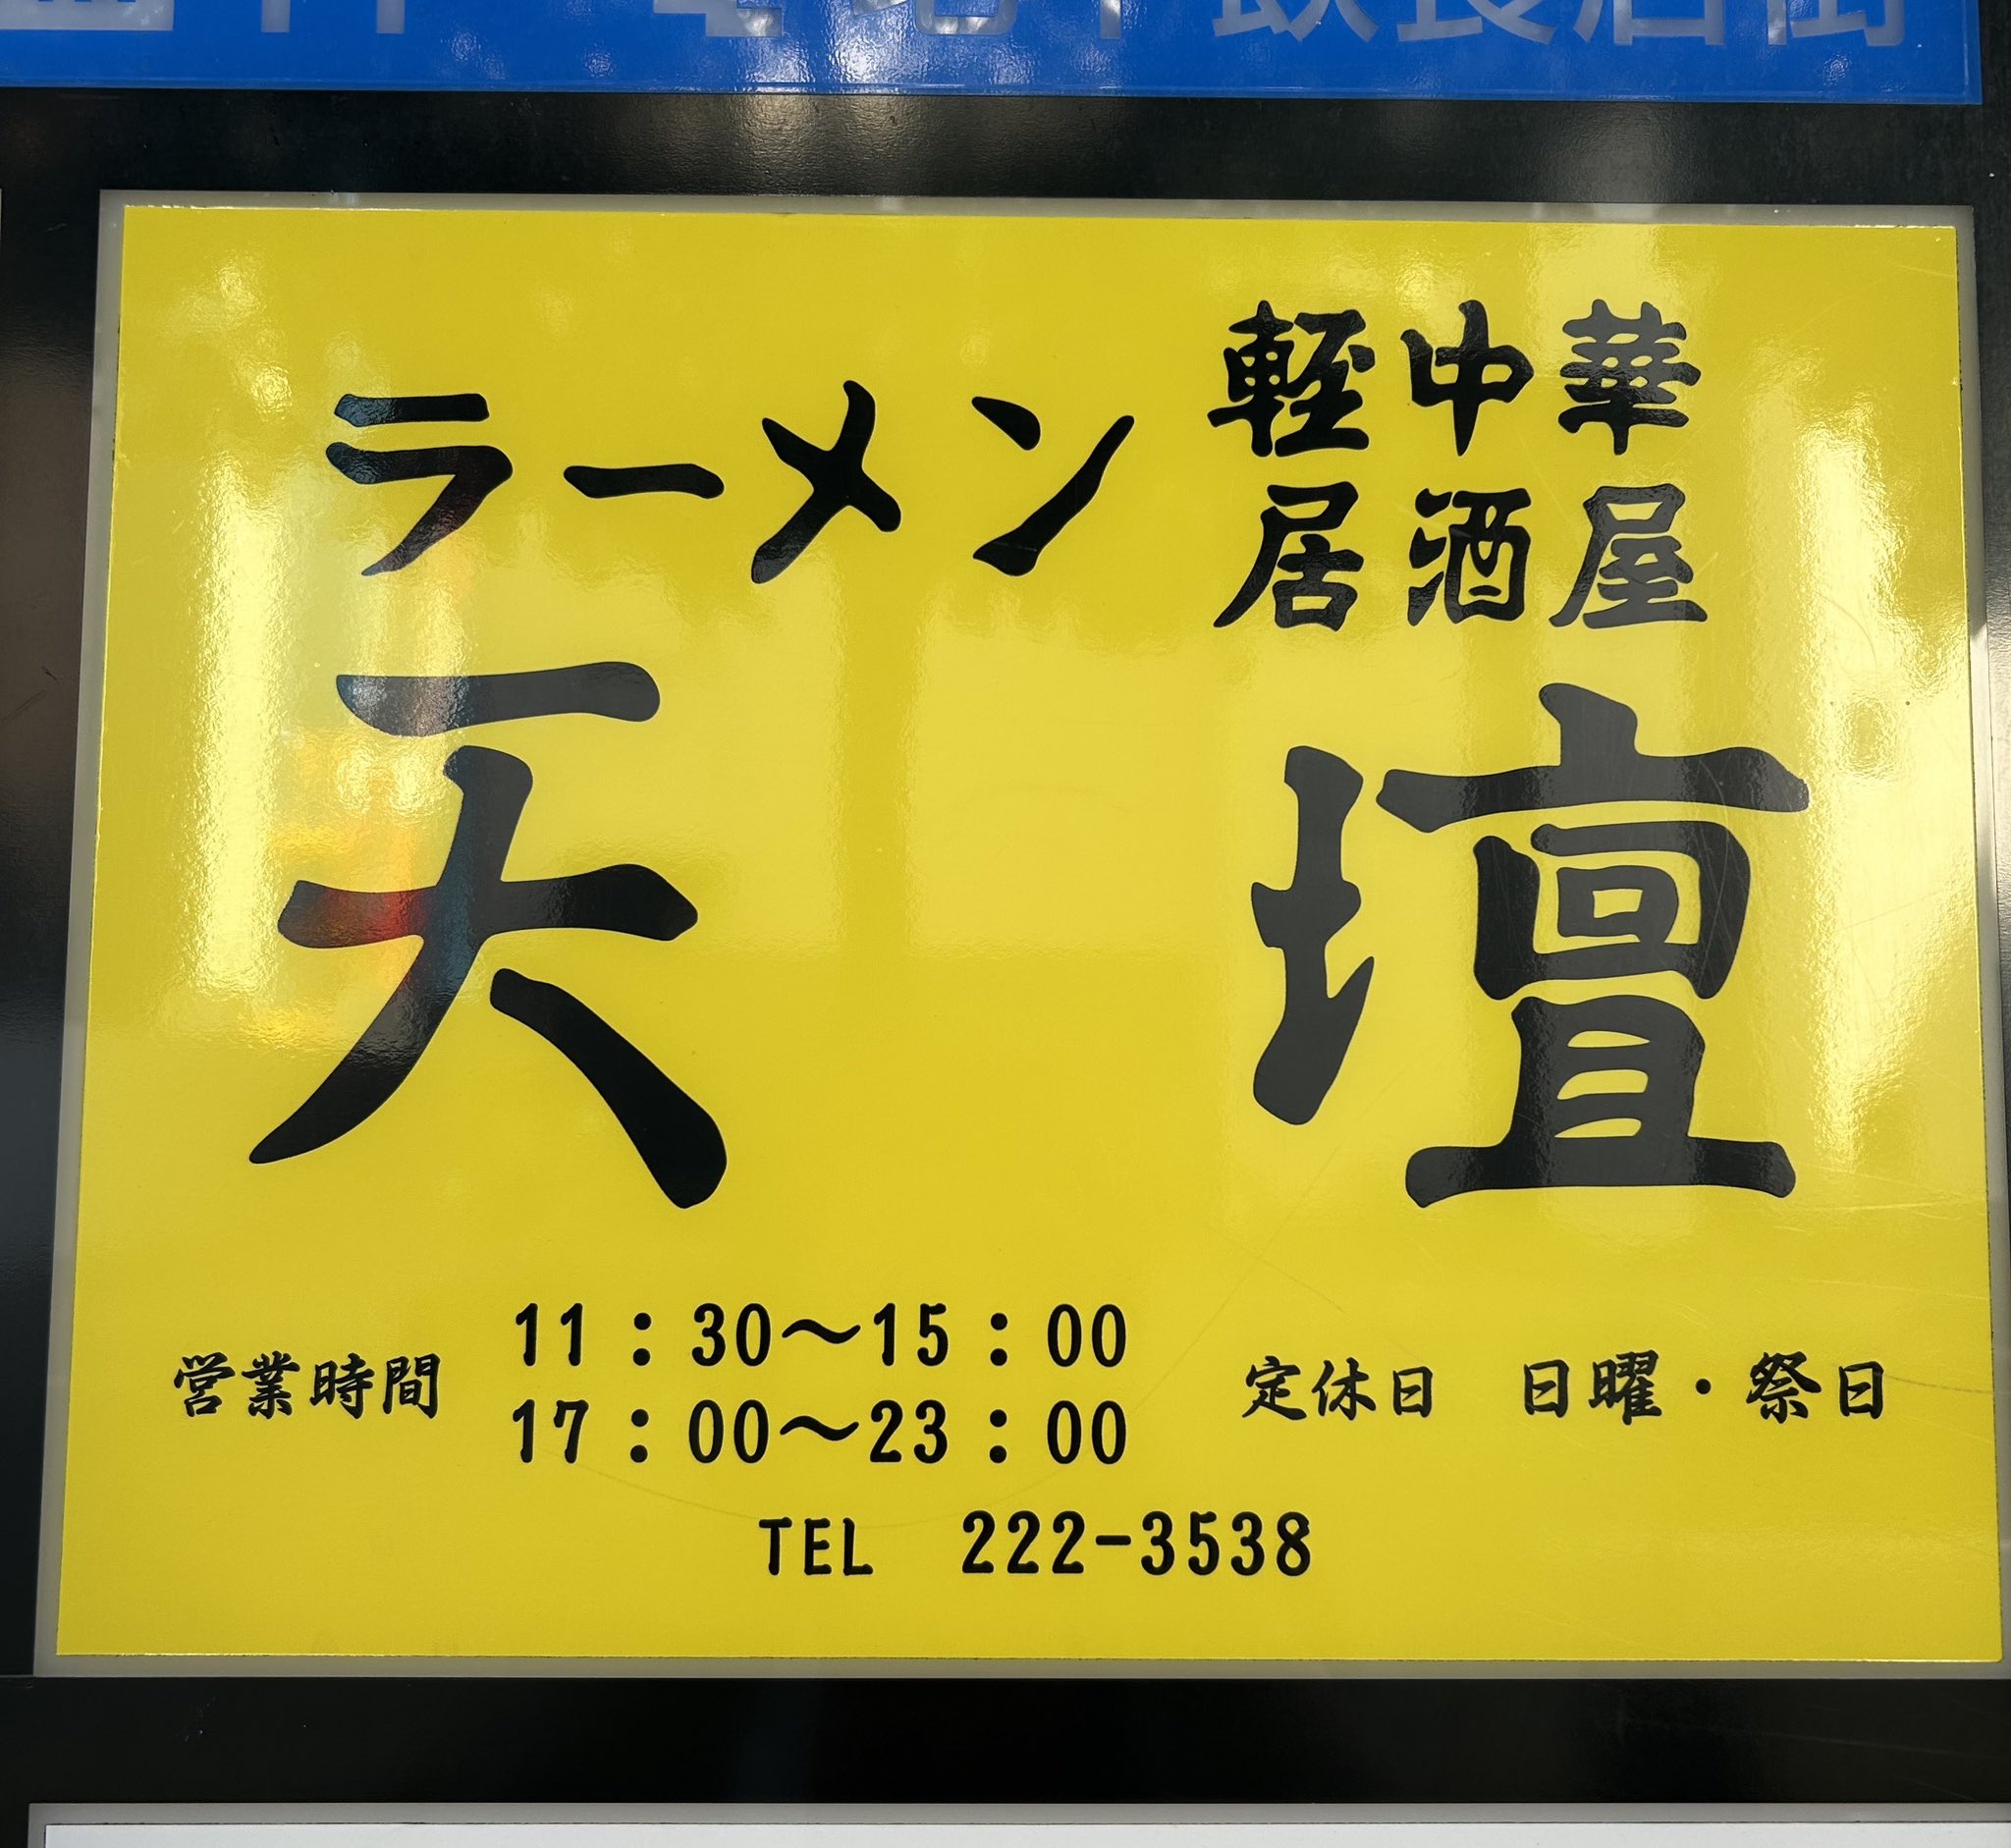 ラーメン
軽中華
居酒屋
天壇
営業時間
11:30〜15:00
17:00〜23:00
定休日 日曜・祭日
TEL 222-3538